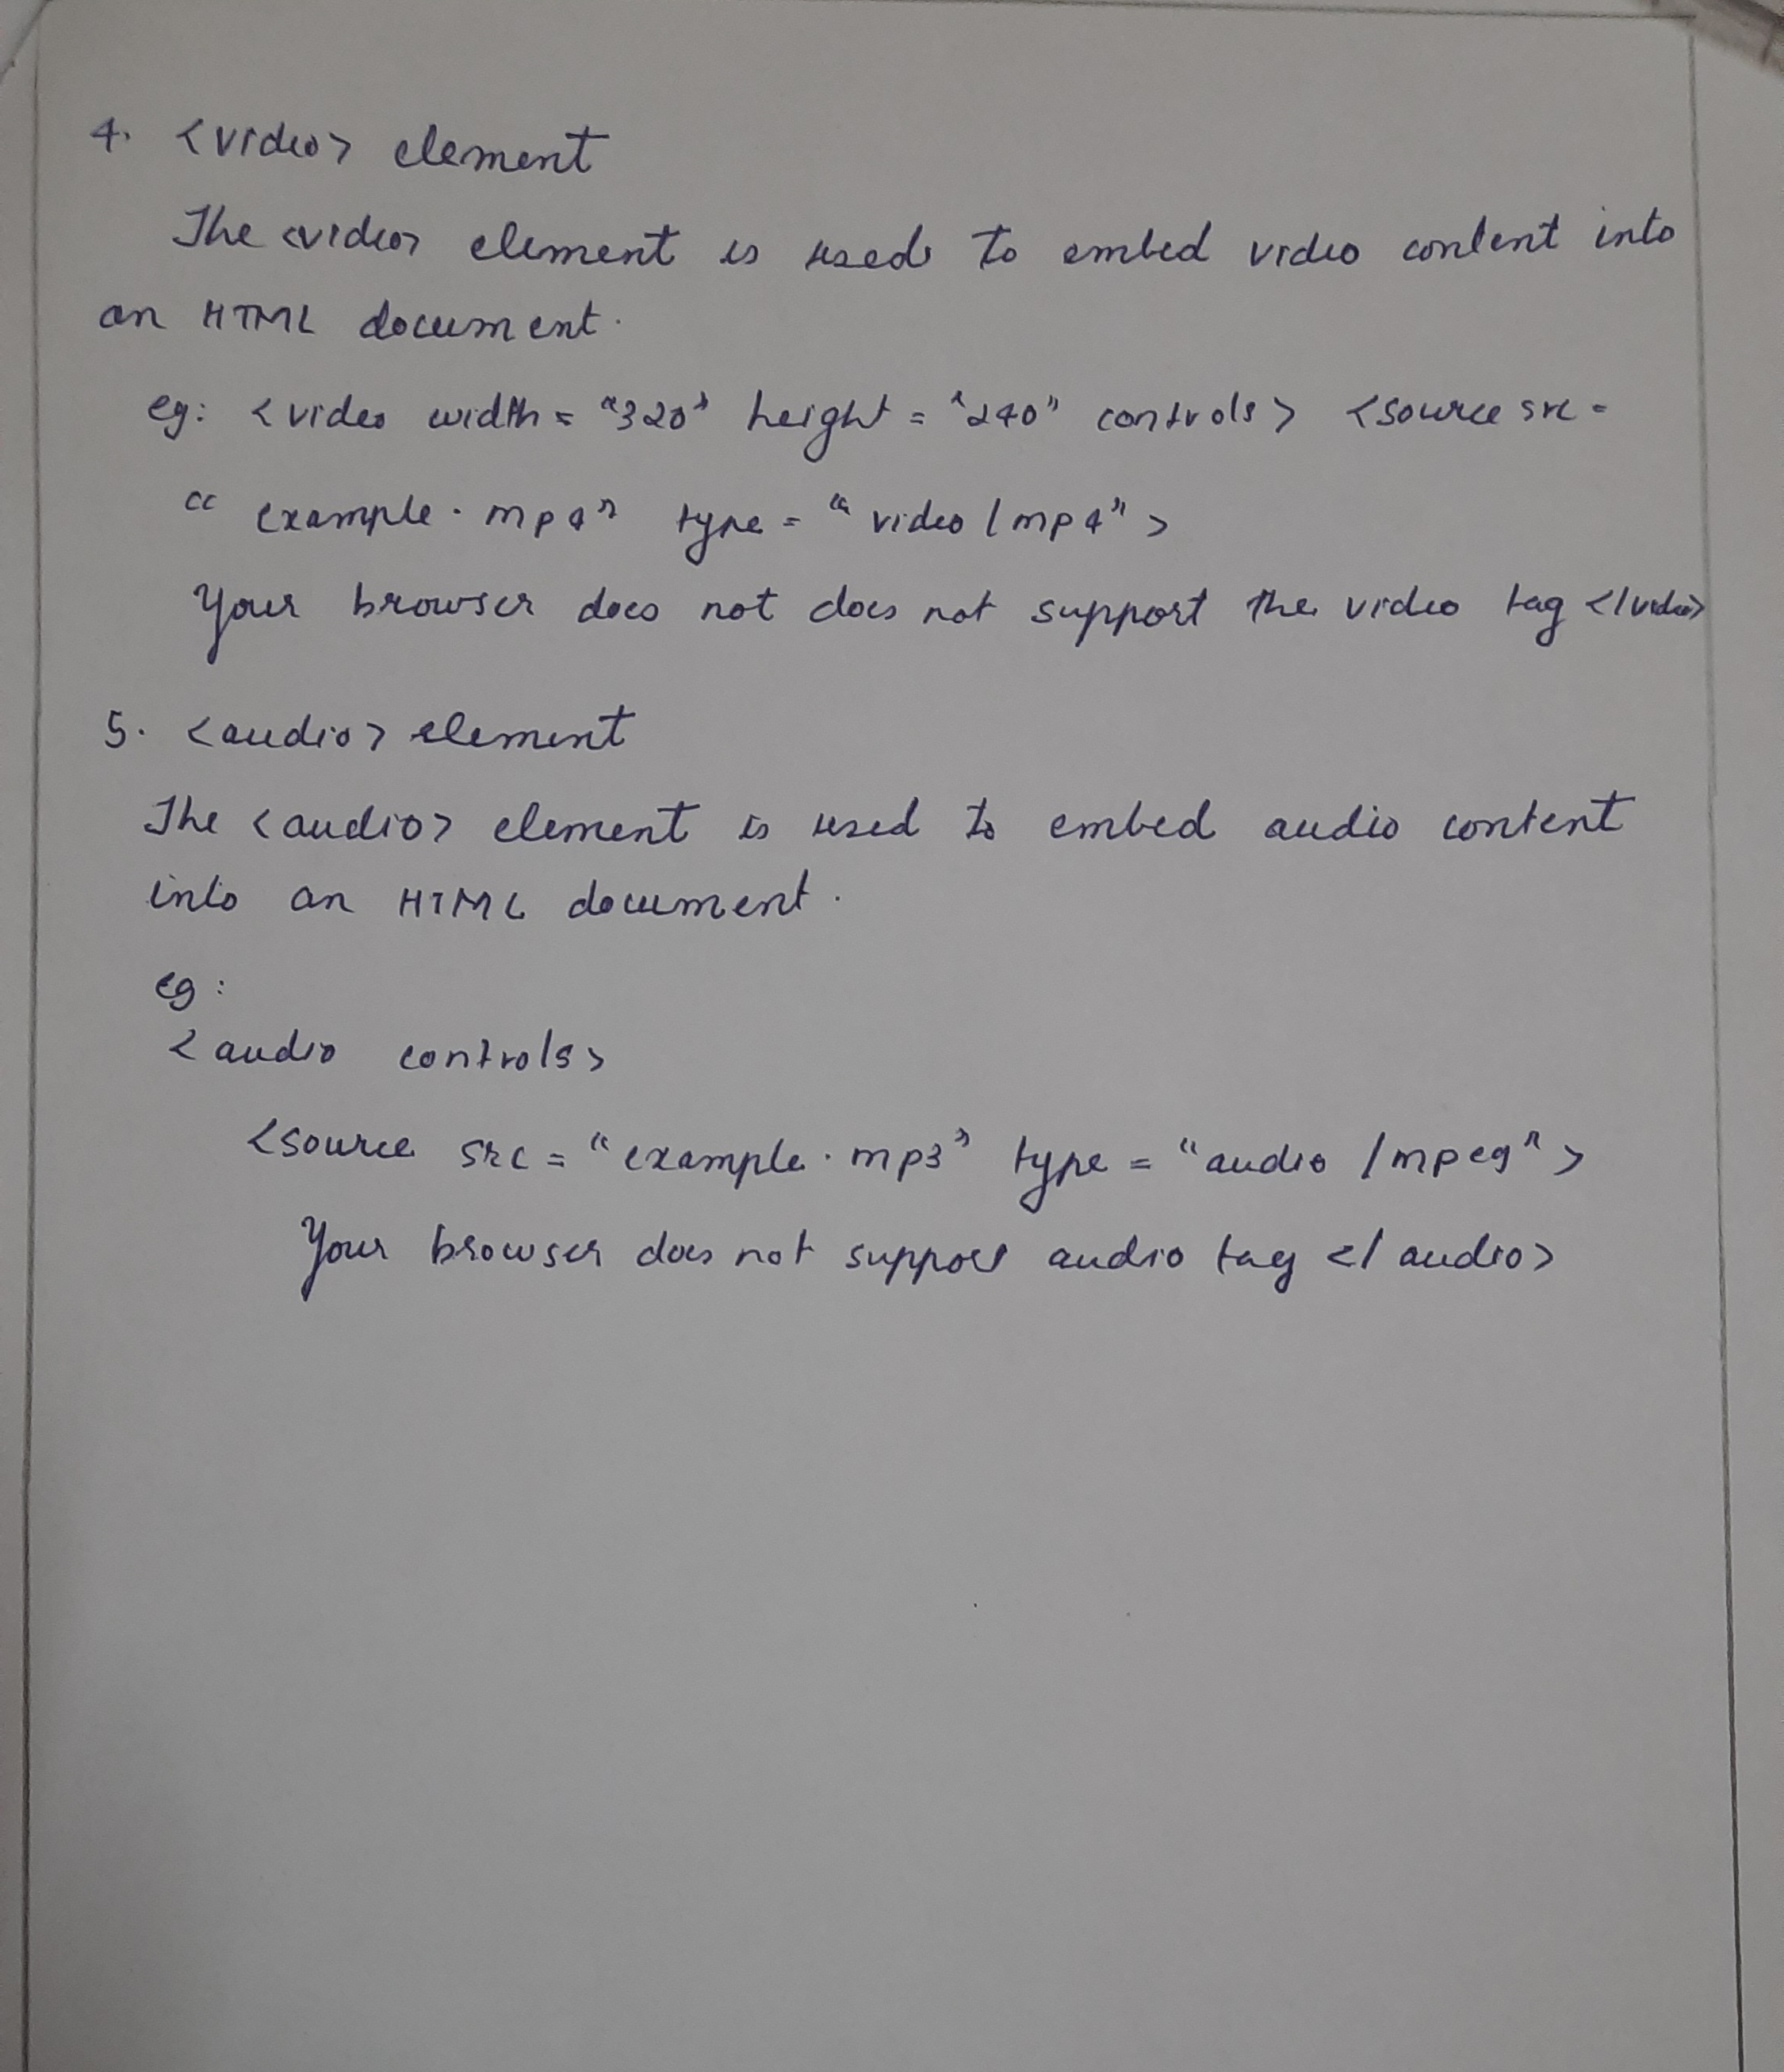 4. <video> element
The <video> element is used to embed video content into
an HTML document.
eg: <video width = "320" height = "240" controls> <source src =
"example.mp4" type = "video/mp4">
Your browser does not does not support the video tag </video>
5. <audio> element
The <audio> element is used to embed audio content
into an HTML document.
eg:
<audio controls>
<source src = "example.mp3" type = "audio/mpeg">
Your browser does not support audio tag </audio>